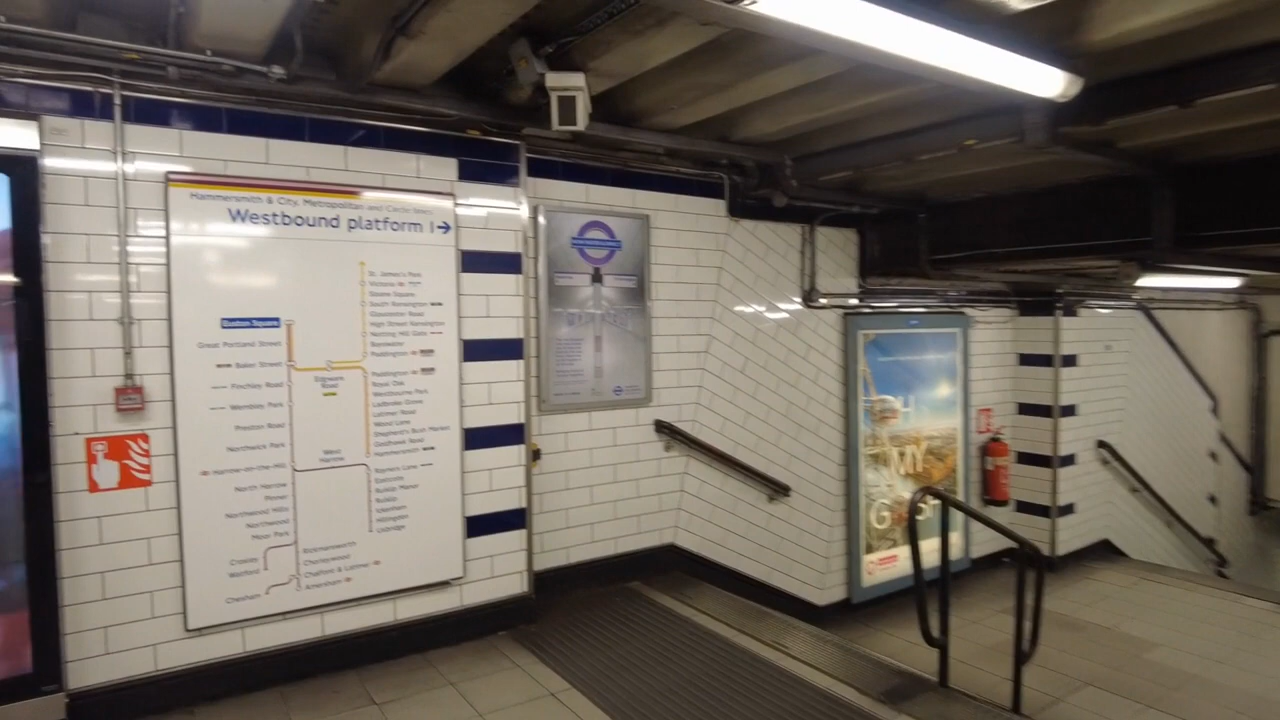 Hammersmith & City, Metropolitan and Circle lines
Westbound platform 1→
St. James's Park
Victoria
Sloane Square
South Kensington
Gloucester Road
High Street Kensington
Notting Hill Gate
Bayswater
Paddington
Euston Square
Great Portland Street
Baker Street
Edgware
Road
Finchley Road
Wembley Park
Preston Road
Northwick Park
Harrow-on-the-Hill
North Harrow
Pinner
Northwood Hills
Northwood
Moor Park
Croxley
Watford
Chesham
Paddington
Royal Oak
Westbourne Park
Ladbroke Grove
Latimer Road
Wood Lane
Shepherd's Bush Market
Goldhawk Road
Hammersmith
West
Harrow
Rayners Lane
Eastcote
Ruislip Manor
Ruislip
Ickenham
Hillingdon
Uxbridge
Rickmansworth
Chorleywood
Chalfont & Latimer
Amersham
OH
MY
GOSH